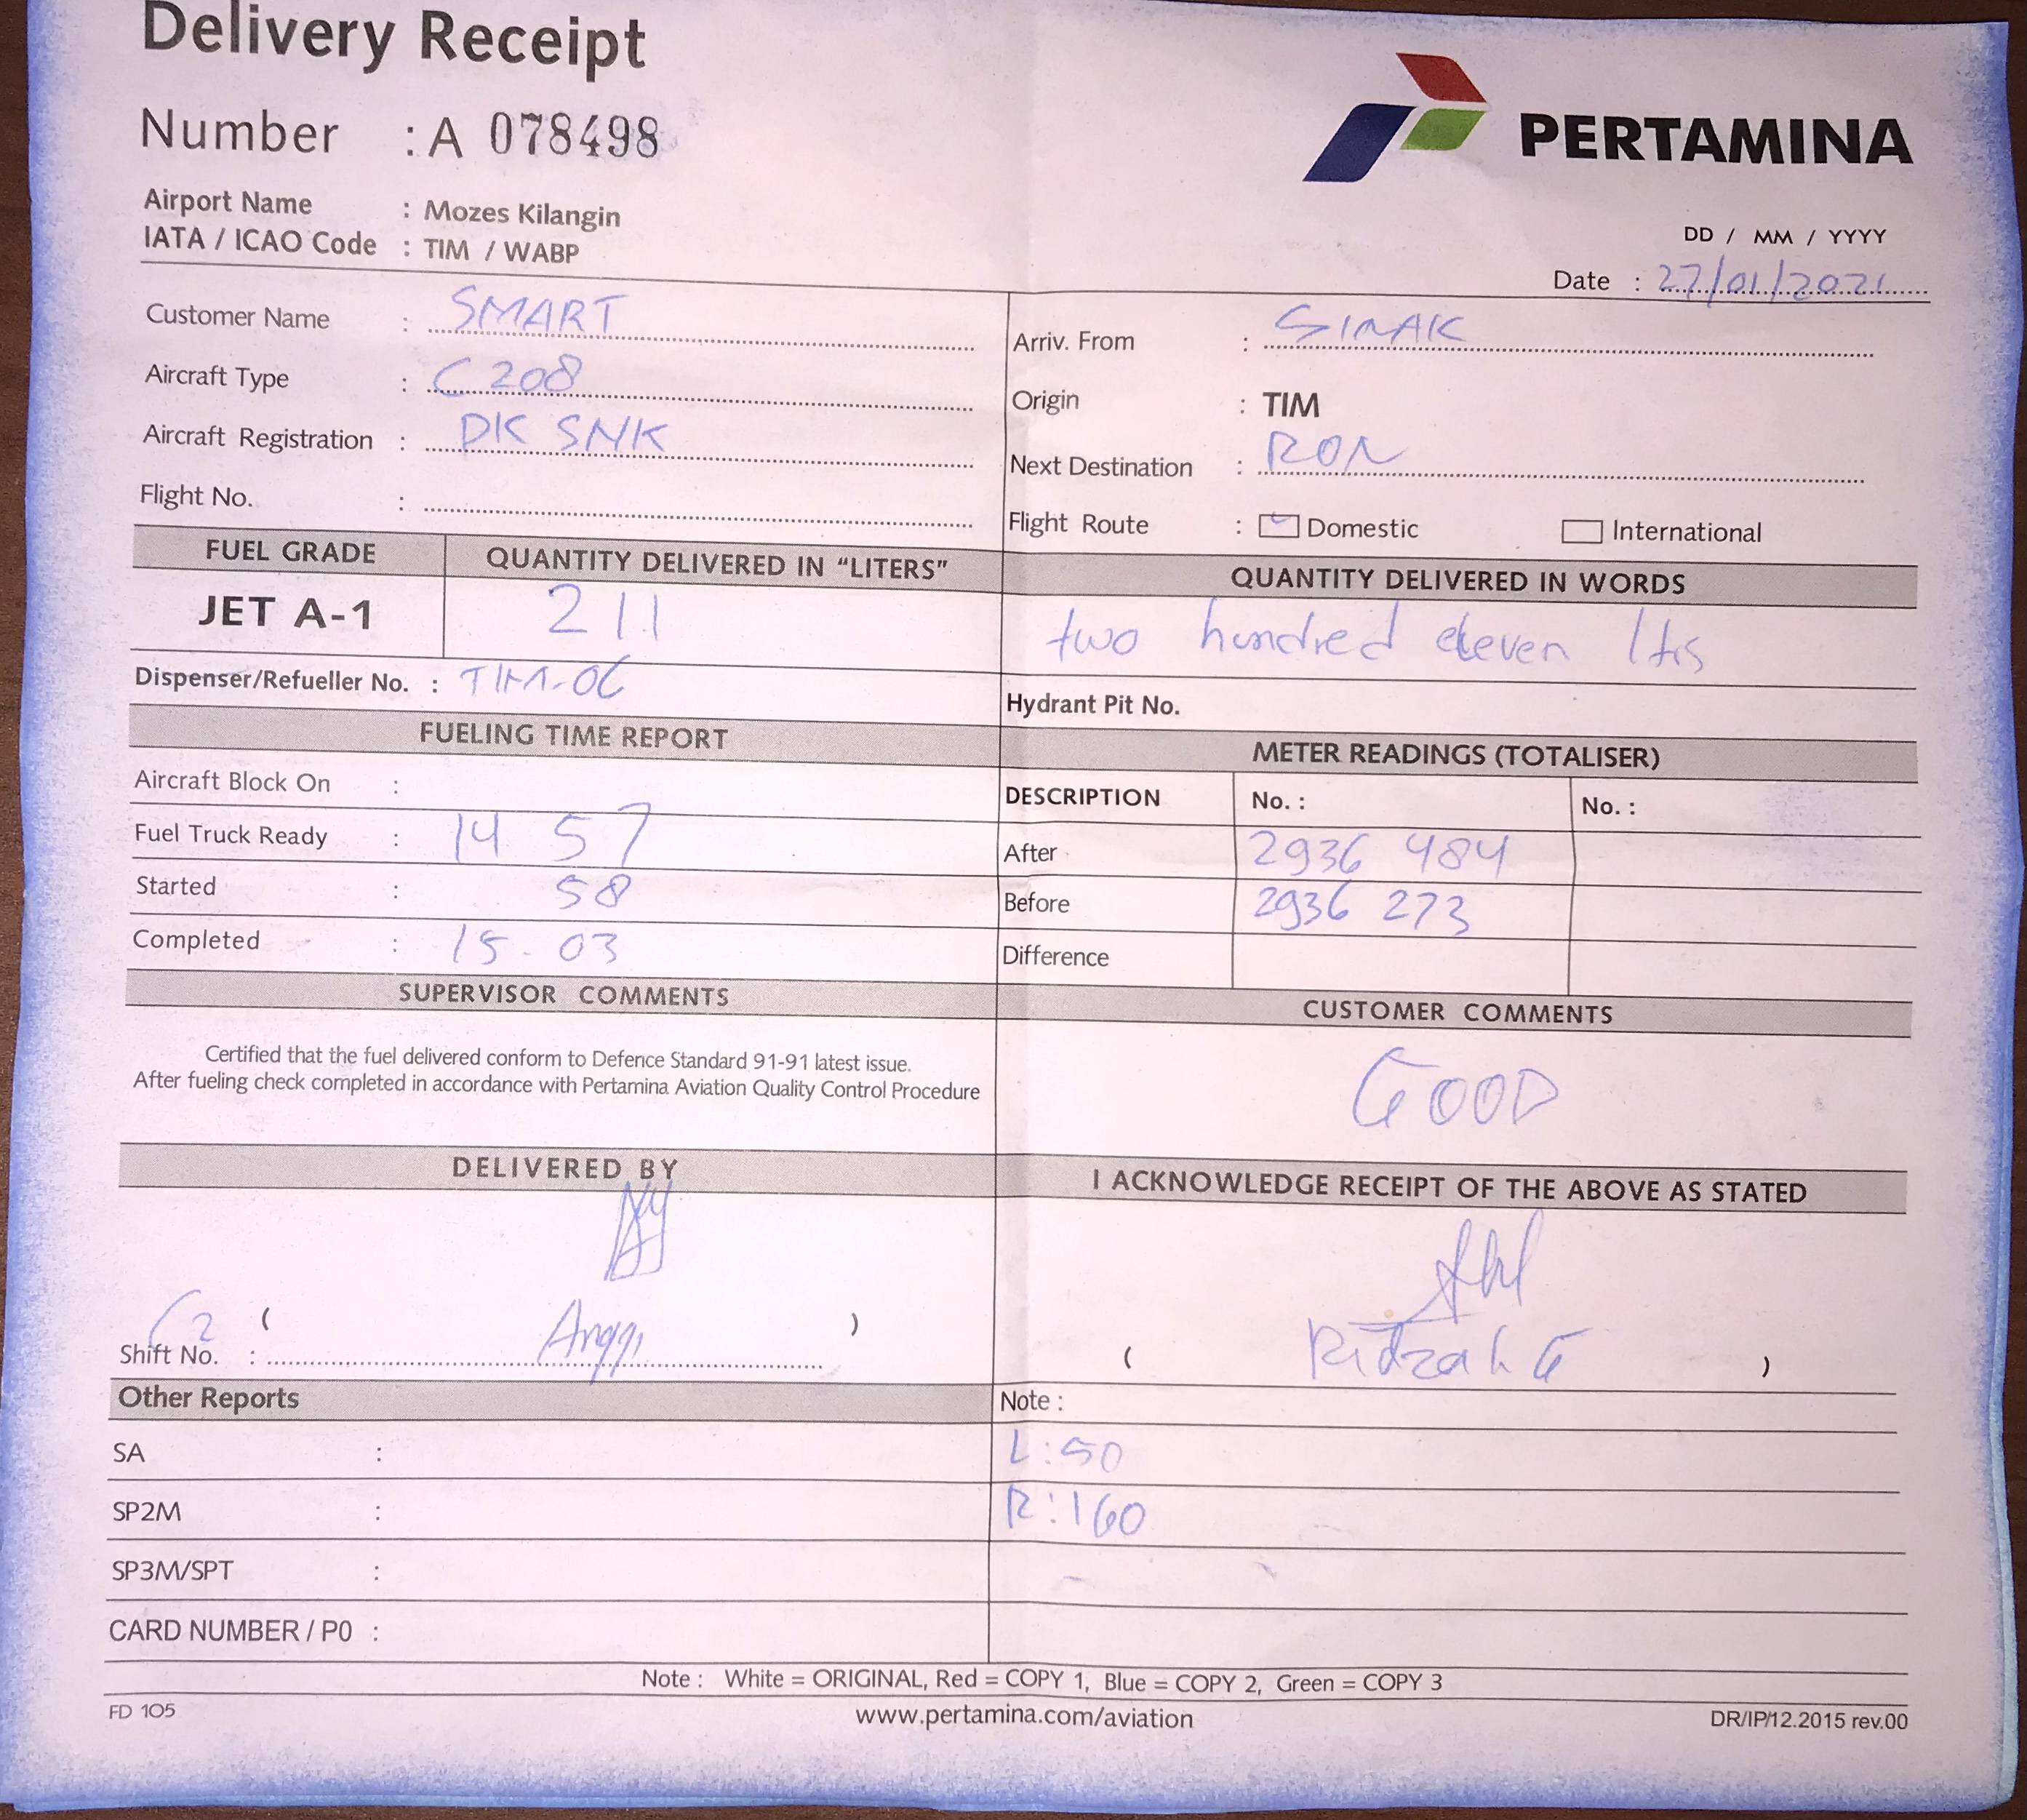 Delivery Receipt
Number : A 078498
PERTAMINA
Airport Name : Mozes Kilangin
IATA / ICAO Code : TIM / WABP
DD / MM / YYYY
Date : 27/01/2021
Customer Name : SMART
Aircraft Type : C 208
Aircraft Registration : PK SNK
Flight No. :
Arriv. From : SINAK
Origin : TIM
Next Destination : RON
Flight Route : Domestic International
FUEL GRADE QUANTITY DELIVERED IN “LITERS” QUANTITY DELIVERED IN WORDS
JET A-1 211 two hundred eleven ltrs
Dispenser/Refueller No. : TIM-06 Hydrant Pit No.
FUELING TIME REPORT METER READINGS (TOTALISER)
Aircraft Block On : DESCRIPTION No. : No. :
Fuel Truck Ready : 14 57 After 2936 484
Started : 58 Before 2936 273
Completed : 15-03 Difference
SUPERVISOR COMMENTS CUSTOMER COMMENTS
Certified that the fuel delivered conform to Defence Standard 91-91 latest issue.
After fueling check completed in accordance with Pertamina Aviation Quality Control Procedure
GOOD
DELIVERED BY I ACKNOWLEDGE RECEIPT OF THE ABOVE AS STATED
( Anggi )
Shift No. :
( )
Other Reports Note :
SA : L : 50
SP2M : R : 160
SP3M/SPT :
CARD NUMBER / P0 :
Note : White = ORIGINAL, Red = COPY 1, Blue = COPY 2, Green = COPY 3
FD 105 www.pertamina.com/aviation DR/IP/12.2015 rev.00